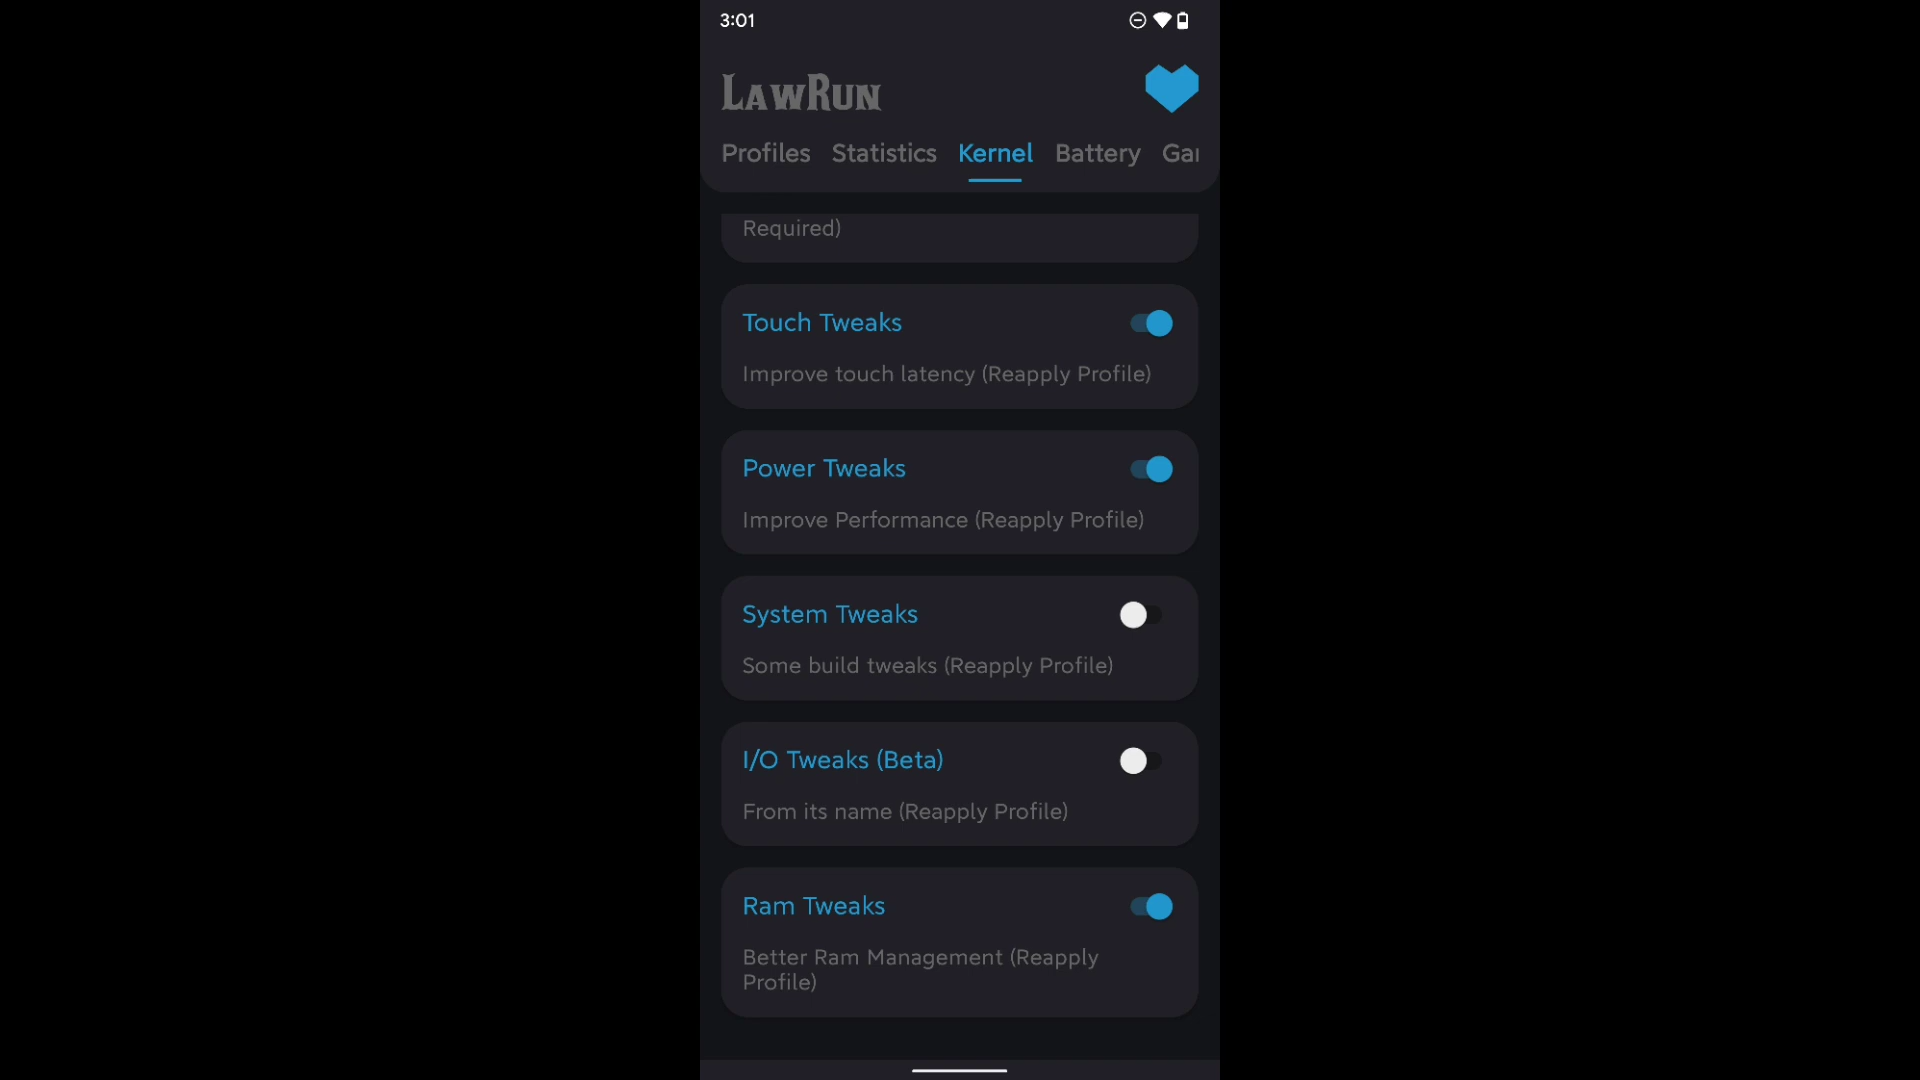 3:01
LawRun
Profiles Statistics Kernel Battery Gar
Required)
Touch Tweaks
Improve touch latency (Reapply Profile)
Power Tweaks
Improve Performance (Reapply Profile)
System Tweaks
Some build tweaks (Reapply Profile)
I/O Tweaks (Beta)
From its name (Reapply Profile)
Ram Tweaks
Better Ram Management (Reapply
Profile)